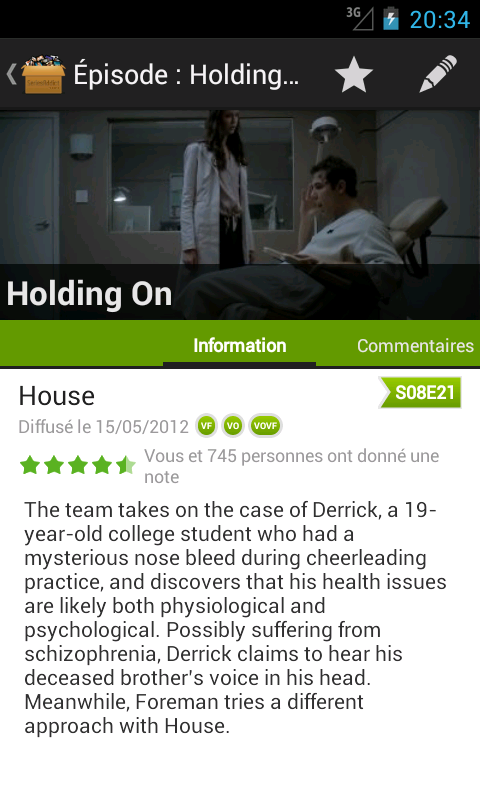 3G
20:34
Épisode : Holding...
Holding On
Information
Commentaires
House
S08E21
Diffusé le 15/05/2012 VF VO VOVF
Vous et 745 personnes ont donné une
note
The team takes on the case of Derrick, a 19-
year-old college student who had a
mysterious nose bleed during cheerleading
practice, and discovers that his health issues
are likely both physiological and
psychological. Possibly suffering from
schizophrenia, Derrick claims to hear his
deceased brother's voice in his head.
Meanwhile, Foreman tries a different
approach with House.